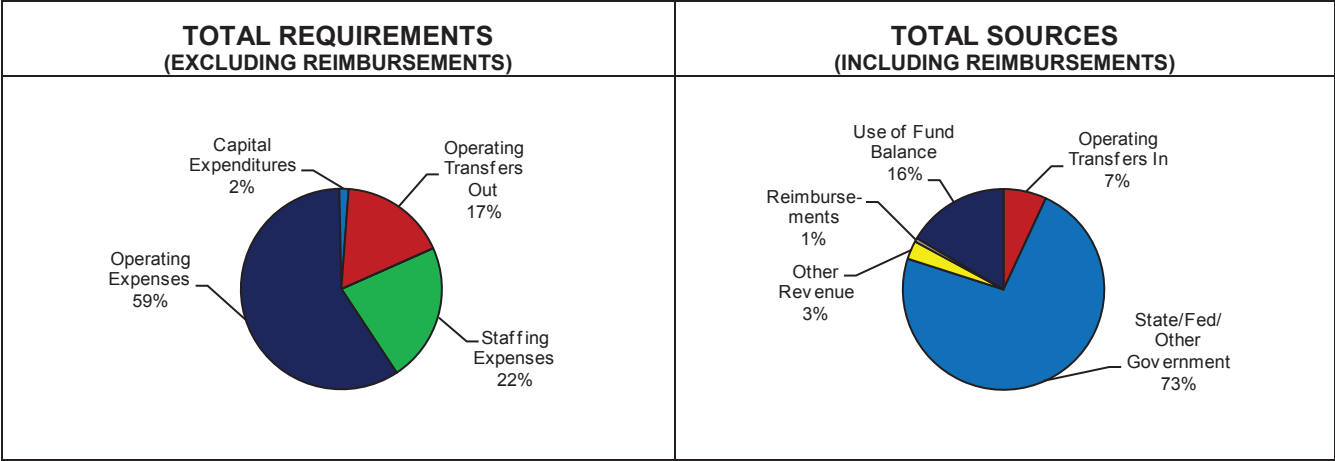 TOTAL REQUIREMENTS
(EXCLUDING REIMBURSEMENTS)
Capital
Expenditures
2%
Operating
Transfers
Out
17%
Operating
Expenses
59%
Staffing
Expenses
22%
TOTAL SOURCES
(INCLUDING REIMBURSEMENTS)
Use of Fund
Balance
16%
Operating
Transfers In
7%
Reimburse-
ments
1%
Other
Revenue
3%
State/Fed/
Other
Government
73%